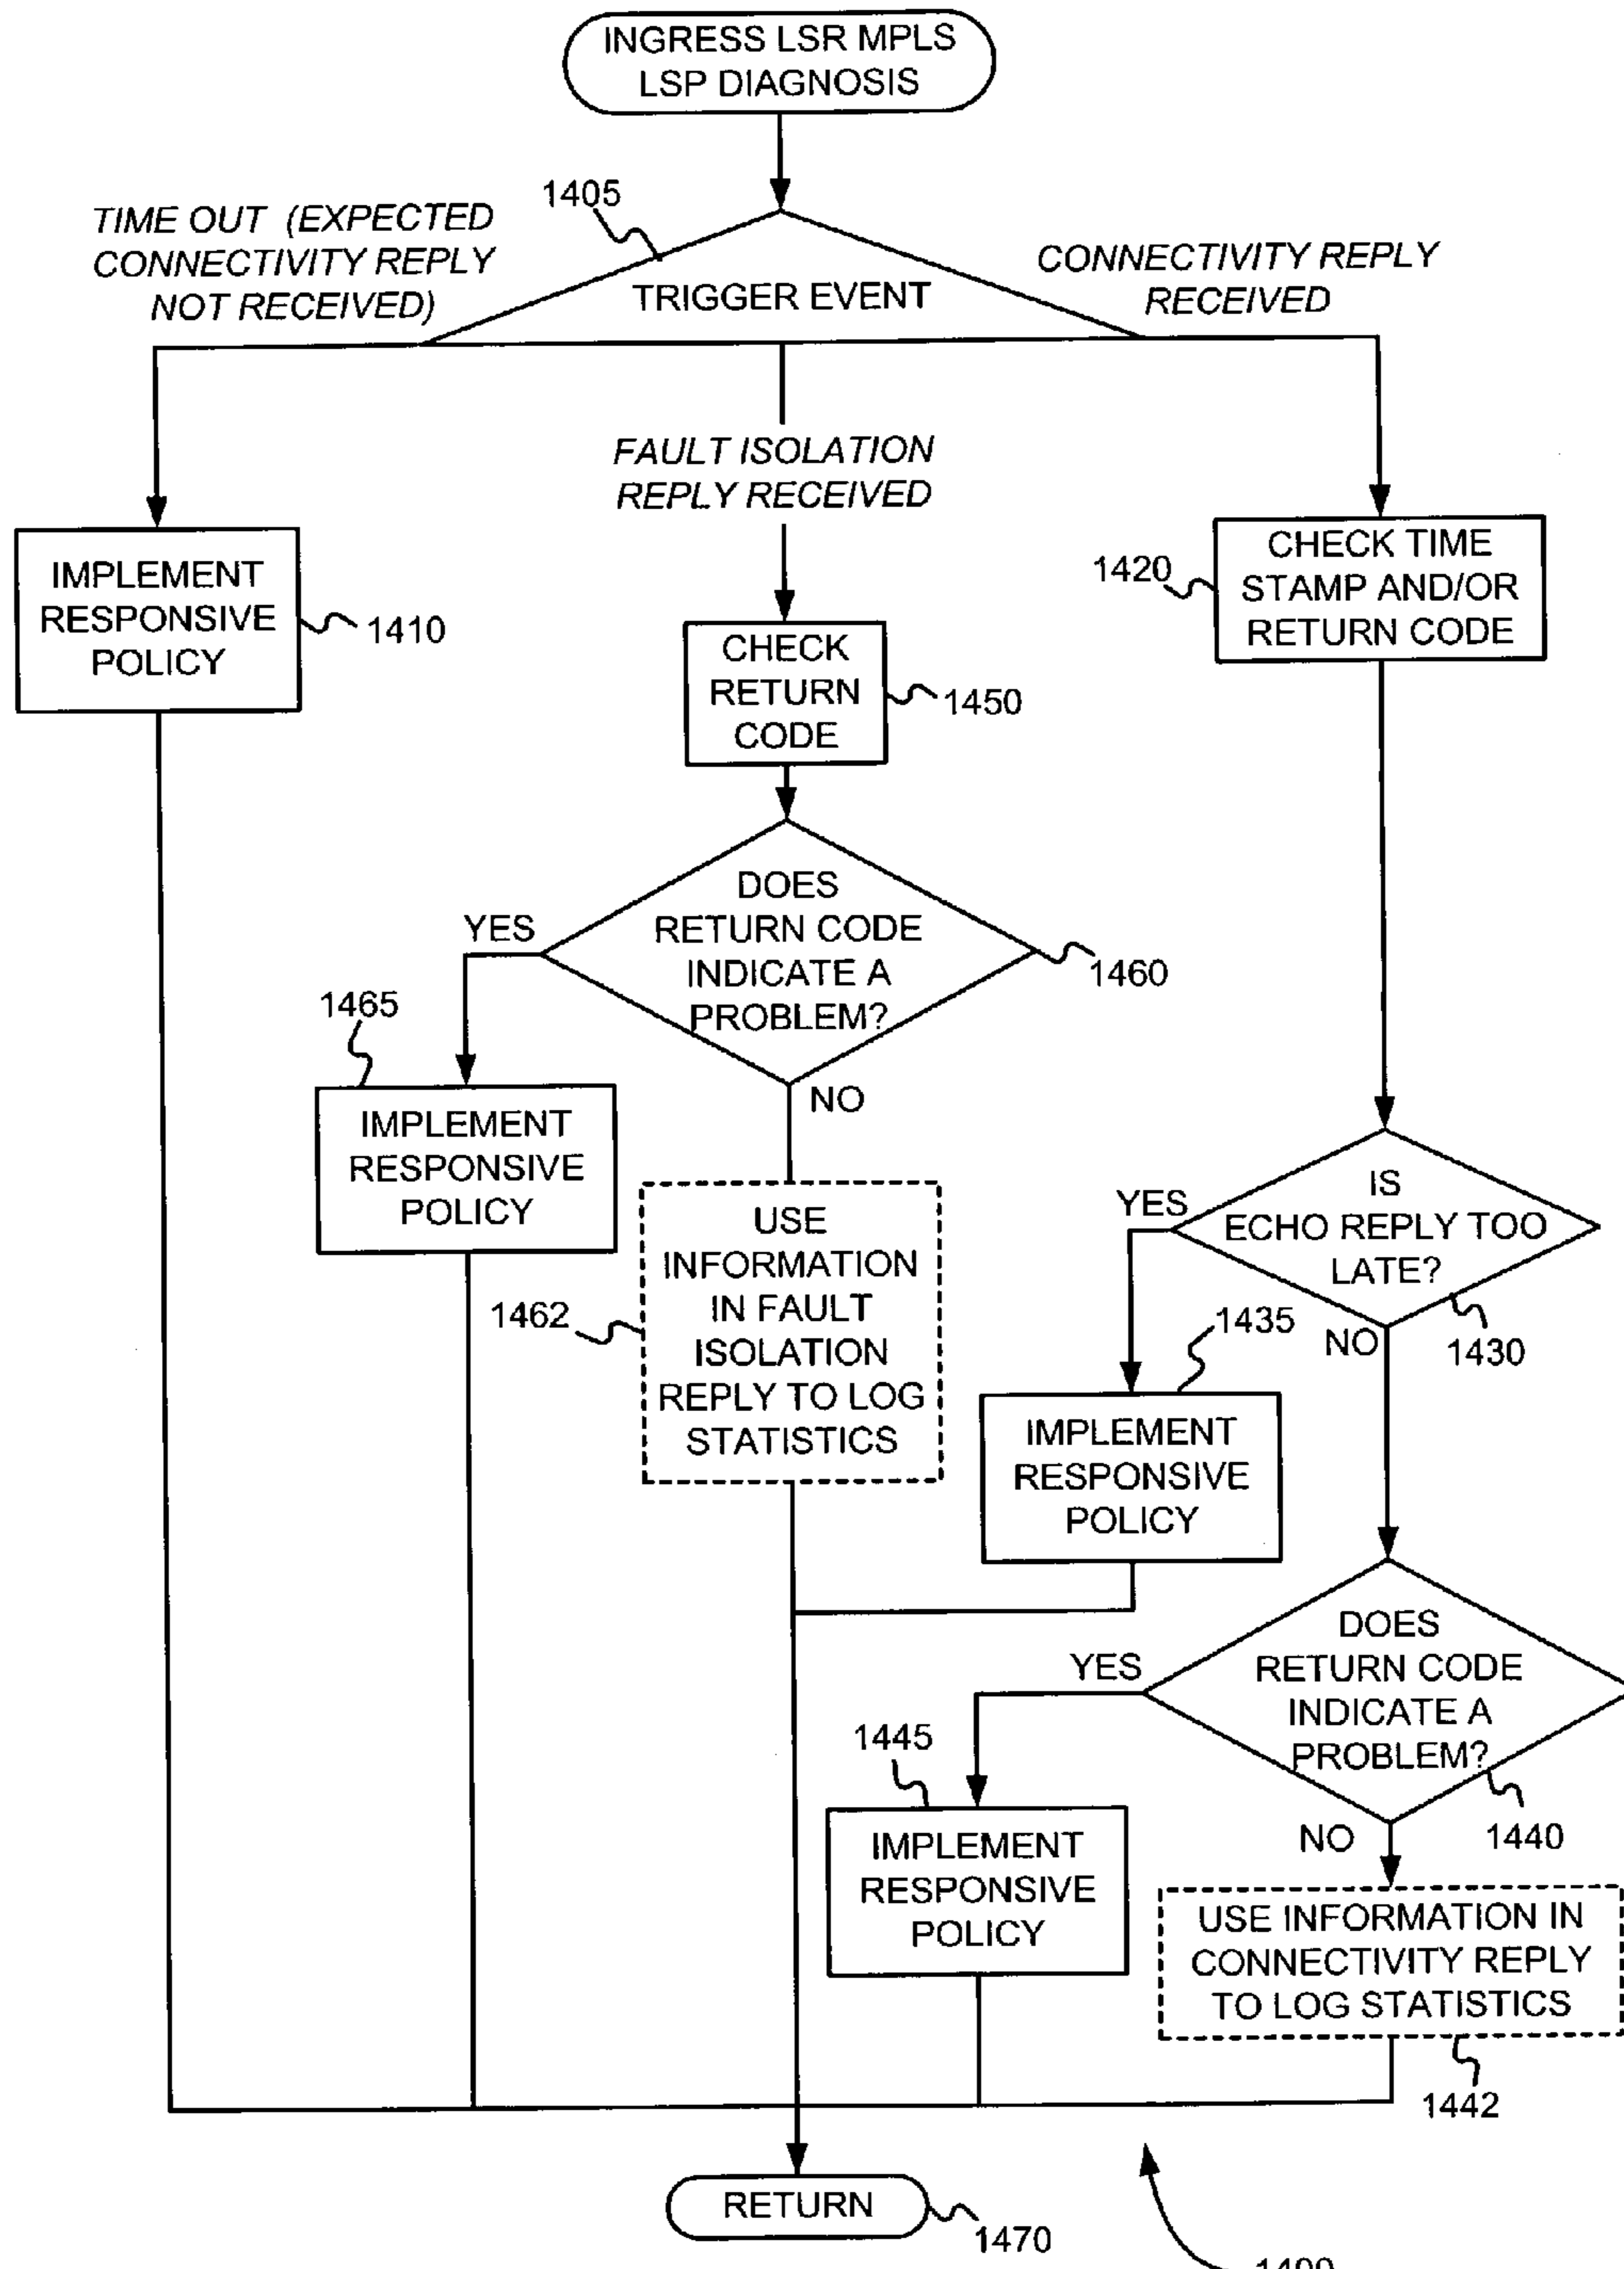 INGRESS LSR MPLS
LSP DIAGNOSIS
1405
TIME OUT (EXPECTED
CONNECTIVITY REPLY
NOT RECEIVED)
TRIGGER EVENT
CONNECTIVITY REPLY
RECEIVED
FAULT ISOLATION
REPLY RECEIVED
IMPLEMENT
RESPONSIVE
POLICY
1410
CHECK TIME
STAMP AND/OR
RETURN CODE
1420
CHECK
RETURN
CODE
1450
DOES
RETURN CODE
INDICATE A
PROBLEM?
YES
1460
NO
1465
IMPLEMENT
RESPONSIVE
POLICY
USE
INFORMATION
IN FAULT
ISOLATION
REPLY TO LOG
STATISTICS
1462
IS
ECHO REPLY TOO
LATE?
YES
NO
1430
1435
IMPLEMENT
RESPONSIVE
POLICY
DOES
RETURN CODE
INDICATE A
PROBLEM?
YES
NO
1440
1445
IMPLEMENT
RESPONSIVE
POLICY
USE INFORMATION IN
CONNECTIVITY REPLY
TO LOG STATISTICS
1442
RETURN
1470